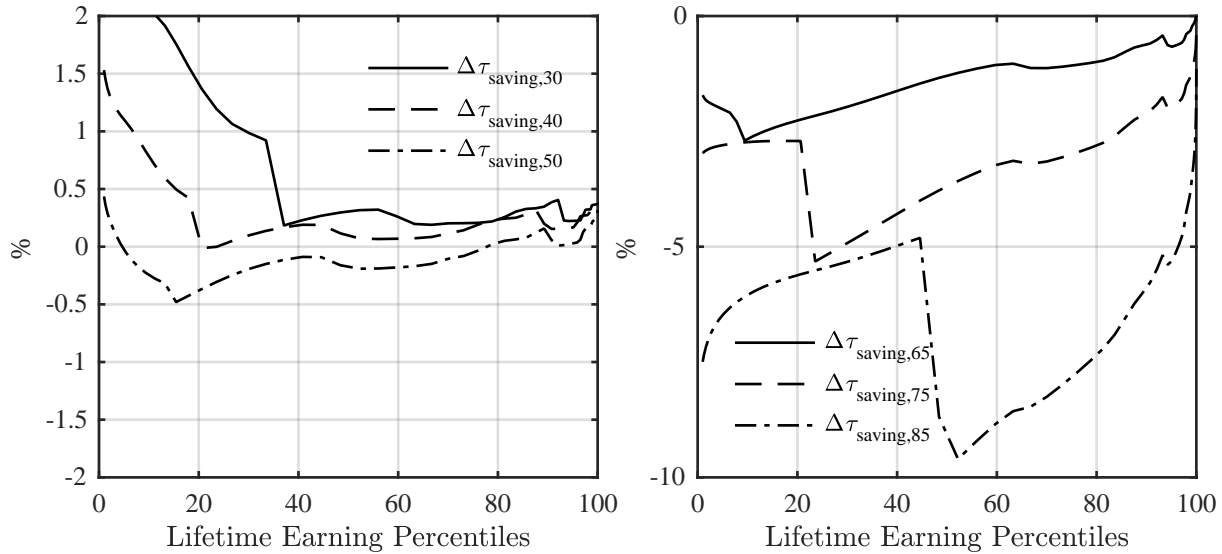 2
1.5
1
0.5
0
-0.5
-1
-1.5
-2
%
0 20 40 60 80 100
Lifetime Earning Percentiles
Δτsaving,30
Δτsaving,40
Δτsaving,50
0
-5
-10
%
0 20 40 60 80 100
Lifetime Earning Percentiles
Δτsaving,65
Δτsaving,75
Δτsaving,85